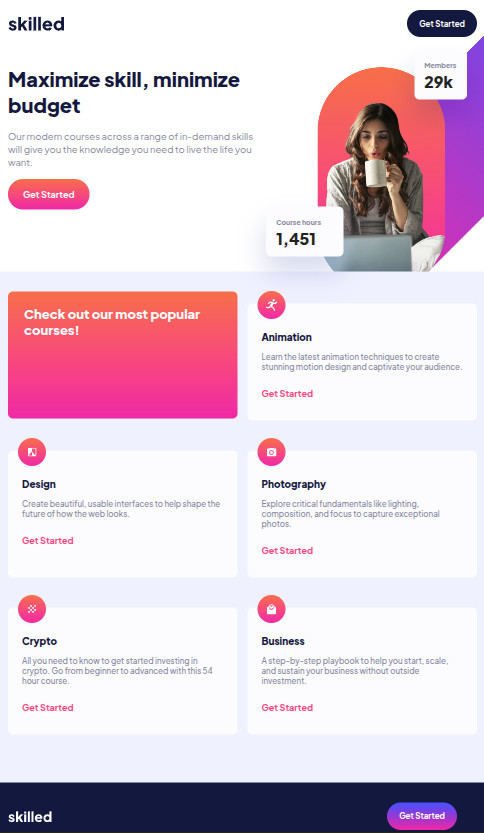 skilled
Get Started
Members
29k
Maximize skill, minimize
budget
Our modern courses across a range of in-demand skills
will give you the knowledge you need to live the life you
want.
Get Started
Course hours
1,451
Check out our most popular
courses!
Animation
Learn the latest animation techniques to create
stunning motion design and captivate your audience.
Get Started
Design
Create beautiful, usable interfaces to help shape the
future of how the web looks.
Get Started
Photography
Explore critical fundamentals like lighting,
composition, and focus to capture exceptional
photos.
Get Started
Crypto
All you need to know to get started investing in
crypto. Go from beginner to advanced with this 54
hour course.
Get Started
Business
A step-by-step playbook to help you start, scale,
and sustain your business without outside
investment.
Get Started
skilled
Get Started